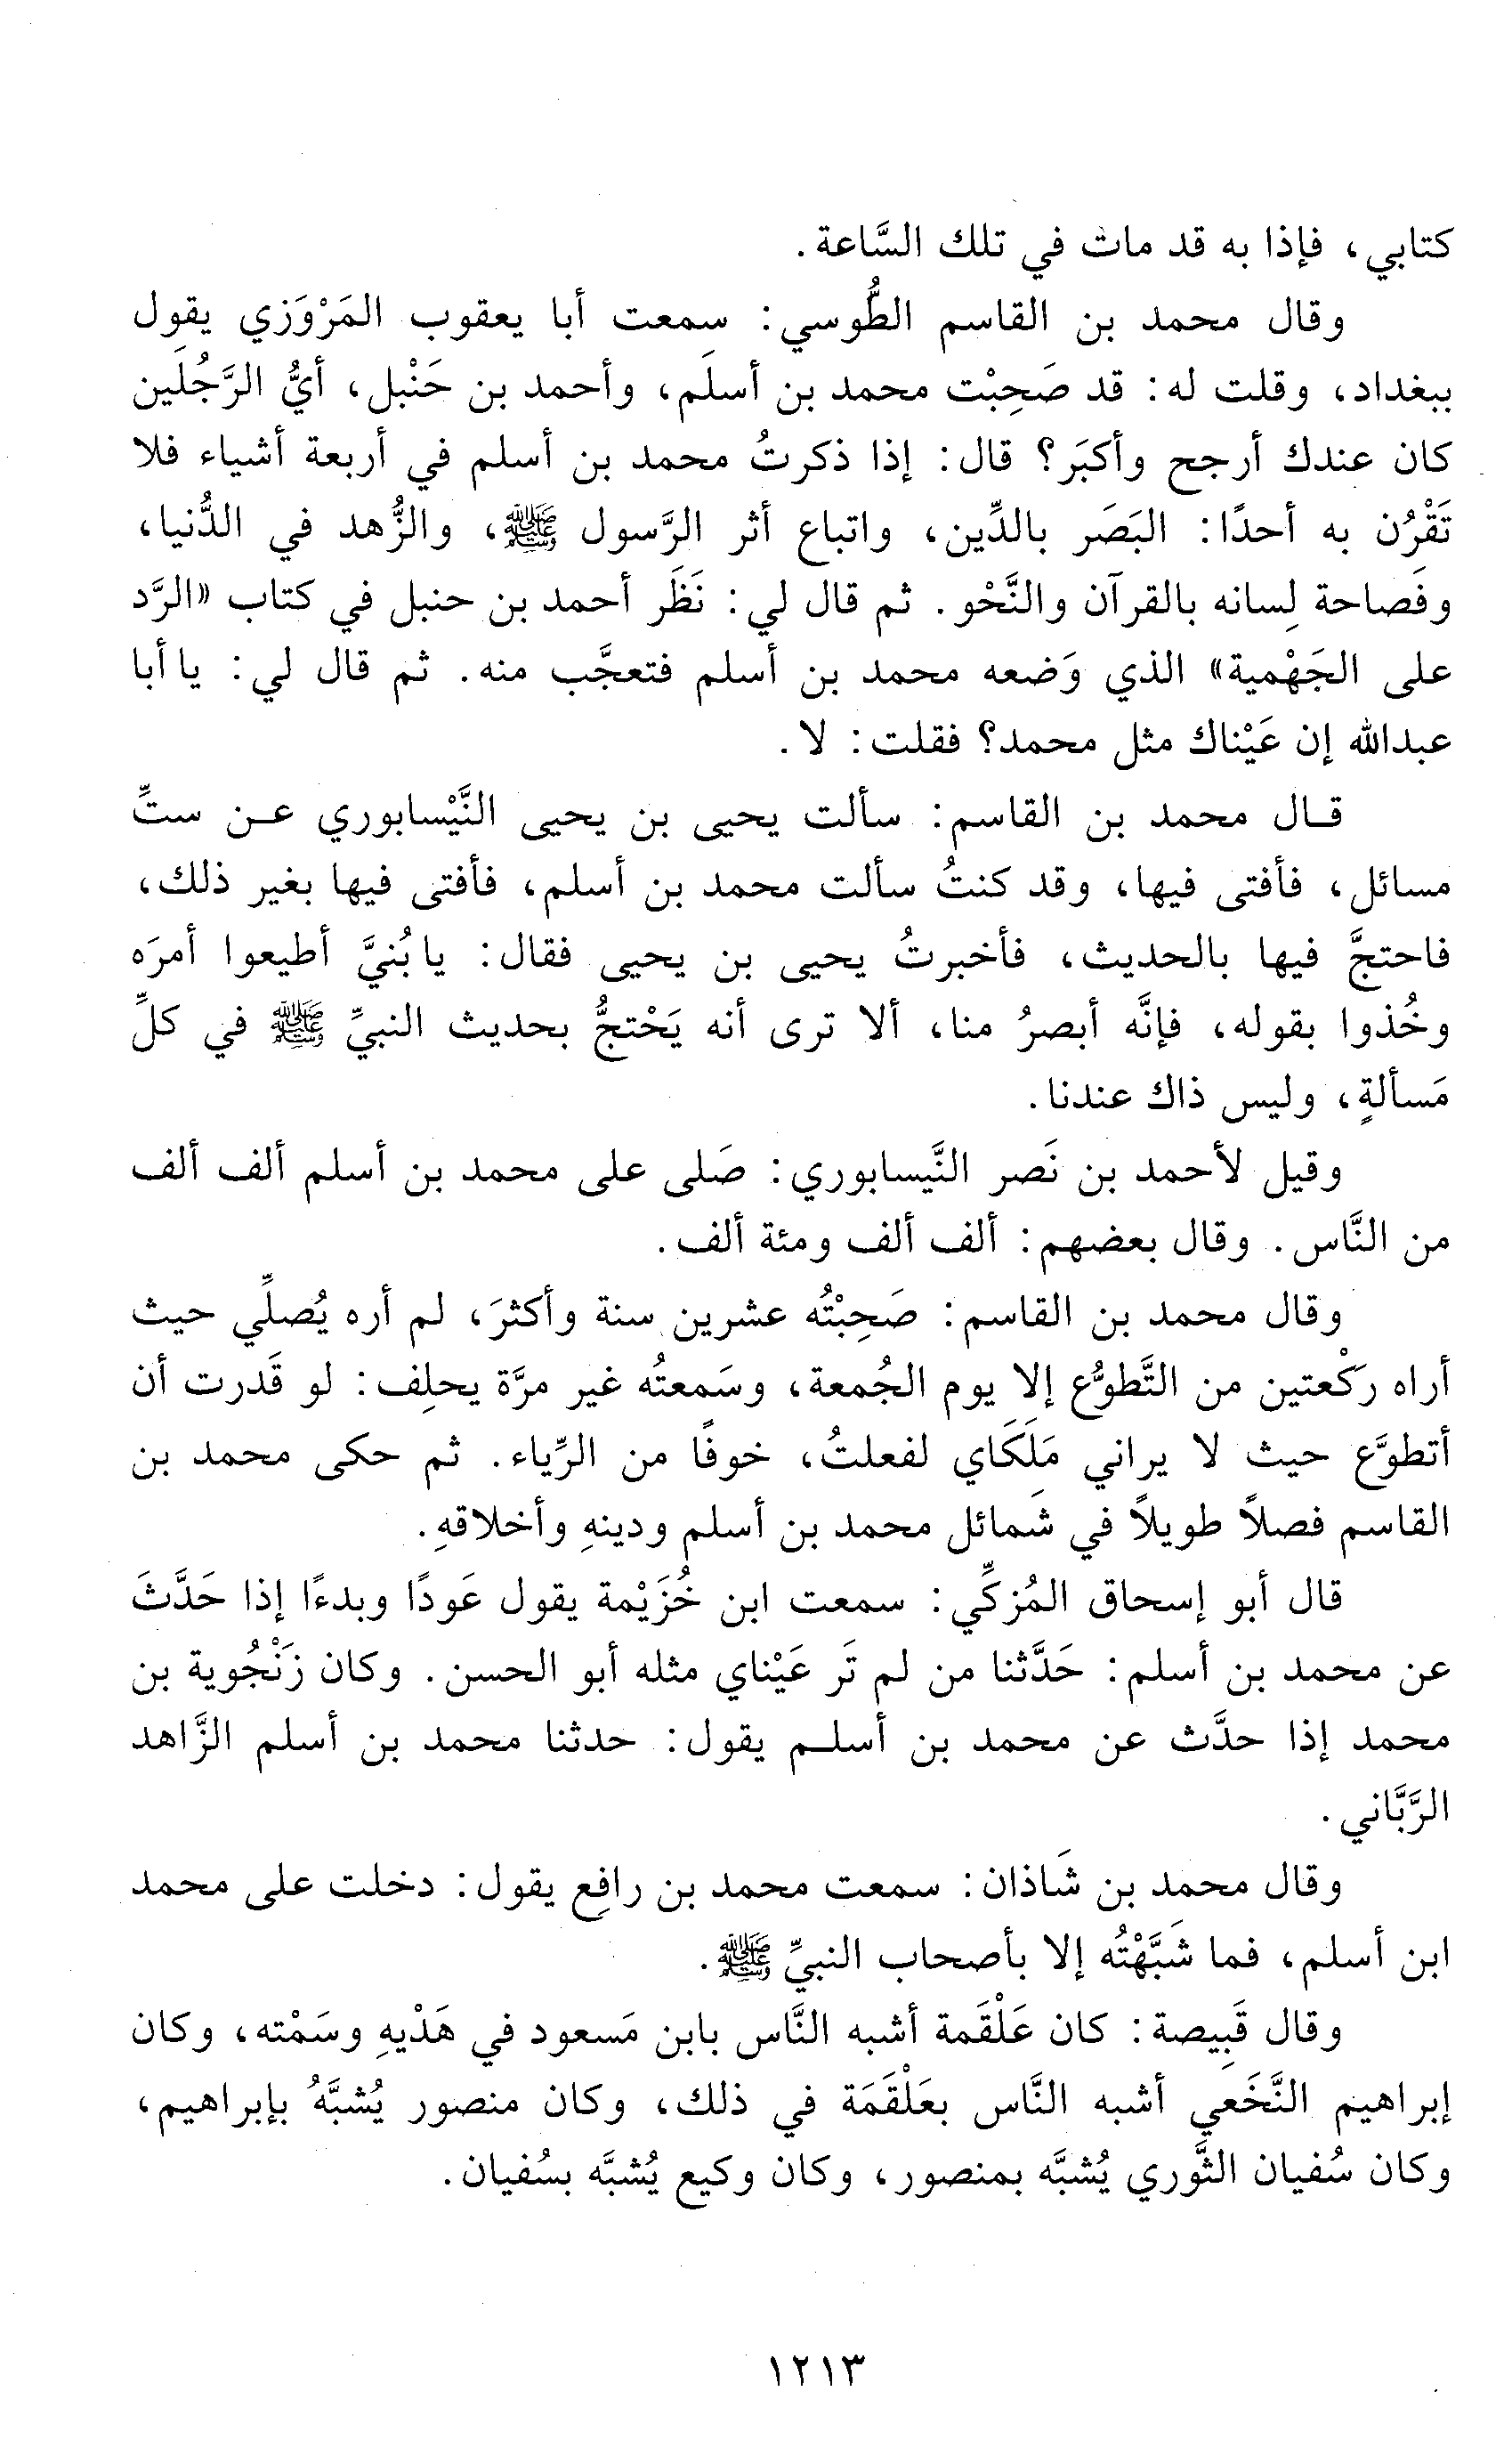 كتابي، فإذا به قد مات في تلك السَّاعة.
وقال محمد بن القاسم الطُّوسي: سمعت أبا يعقوب المَرْوَزي يقول
ببغداد، وقلت له: قد صَحِبْت محمد بن أسلَم، وأحمد بن حَنْبل، أيُّ الرَّجُلَين
كان عندك أرجح وأكبَر؟ قال: إذا ذكرتُ محمد بن أسلم في أربعة أشياء فلا
تَقْرُن به أحدًا: البَصَر بالدِّين، واتباع أثر الرَّسول ﷺ، والزُّهد في الدُّنيا،
وفَصاحة لِسانه بالقرآن والنَّحْو. ثم قال لي: نَظَر أحمد بن حنبل في كتاب «الرَّد
على الجَهْمية» الذي وَضعه محمد بن أسلم فتعجَّب منه. ثم قال لي: يا أبا
عبدالله إن عَيْناك مثل محمد؟ فقلت: لا.
قال محمد بن القاسم: سألت يحيى بن يحيى النَّيْسابوري عن ستِّ
مسائل، فأفتى فيها، وقد كنتُ سألت محمد بن أسلم، فأفتى فيها بغير ذلك،
فاحتجَّ فيها بالحديث، فأخبرتُ يحيى بن يحيى فقال: يا بُنيَّ أطيعوا أمرَه
وخُذوا بقوله، فإنَّه أبصرُ منا، ألا ترى أنه يَحْتجُّ بحديث النبيِّ ﷺ في كلِّ
مَسألةٍ، وليس ذاك عندنا.
وقيل لأحمد بن نَصر النَّيسابوري: صَلى على محمد بن أسلم ألف ألف
من النَّاس. وقال بعضهم: ألف ألف ومئة ألف.
وقال محمد بن القاسم: صَحِبْتُه عشرين سنة وأكثرَ، لم أره يُصلِّي حيث
أراه ركْعتين من التَّطوُّع إلا يوم الجُمعة، وسَمعتُه غير مرَّة يحلِف: لو قَدرت أن
أتطوَّع حيث لا يراني مَلَكَاي لفعلتُ، خوفًا من الرِّياء. ثم حكى محمد بن
القاسم فصلاً طويلاً في شَمائل محمد بن أسلم ودينهِ وأخلاقهِ.
قال أبو إسحاق المُزكِّي: سمعت ابن خُزَيْمة يقول عَودًا وبدءًا إذا حَدَّثَ
عن محمد بن أسلم: حَدَّثنا من لم تَر عَيْناي مثله أبو الحسن. وكان زَنْجُوية بن
محمد إذا حدَّث عن محمد بن أسلم يقول: حدثنا محمد بن أسلم الزَّاهد
الرَّبَّاني.
وقال محمد بن شَاذان: سمعت محمد بن رافِع يقول: دخلت على محمد
ابن أسلم، فما شَبَّهْتُه إلا بأصحاب النبيِّ ﷺ.
وقال قَبِيصة: كان عَلْقَمة أشبه النَّاس بابن مَسعود في هَدْيهِ وسَمْته، وكان
إبراهيم النَّخَعي أشبه النَّاس بعَلْقَمَة في ذلك، وكان منصور يُشبَّهُ بإبراهيم،
وكان سُفيان الثَّوري يُشبَّه بمنصور، وكان وكيع يُشبَّه بسُفيان.
١٢١٣